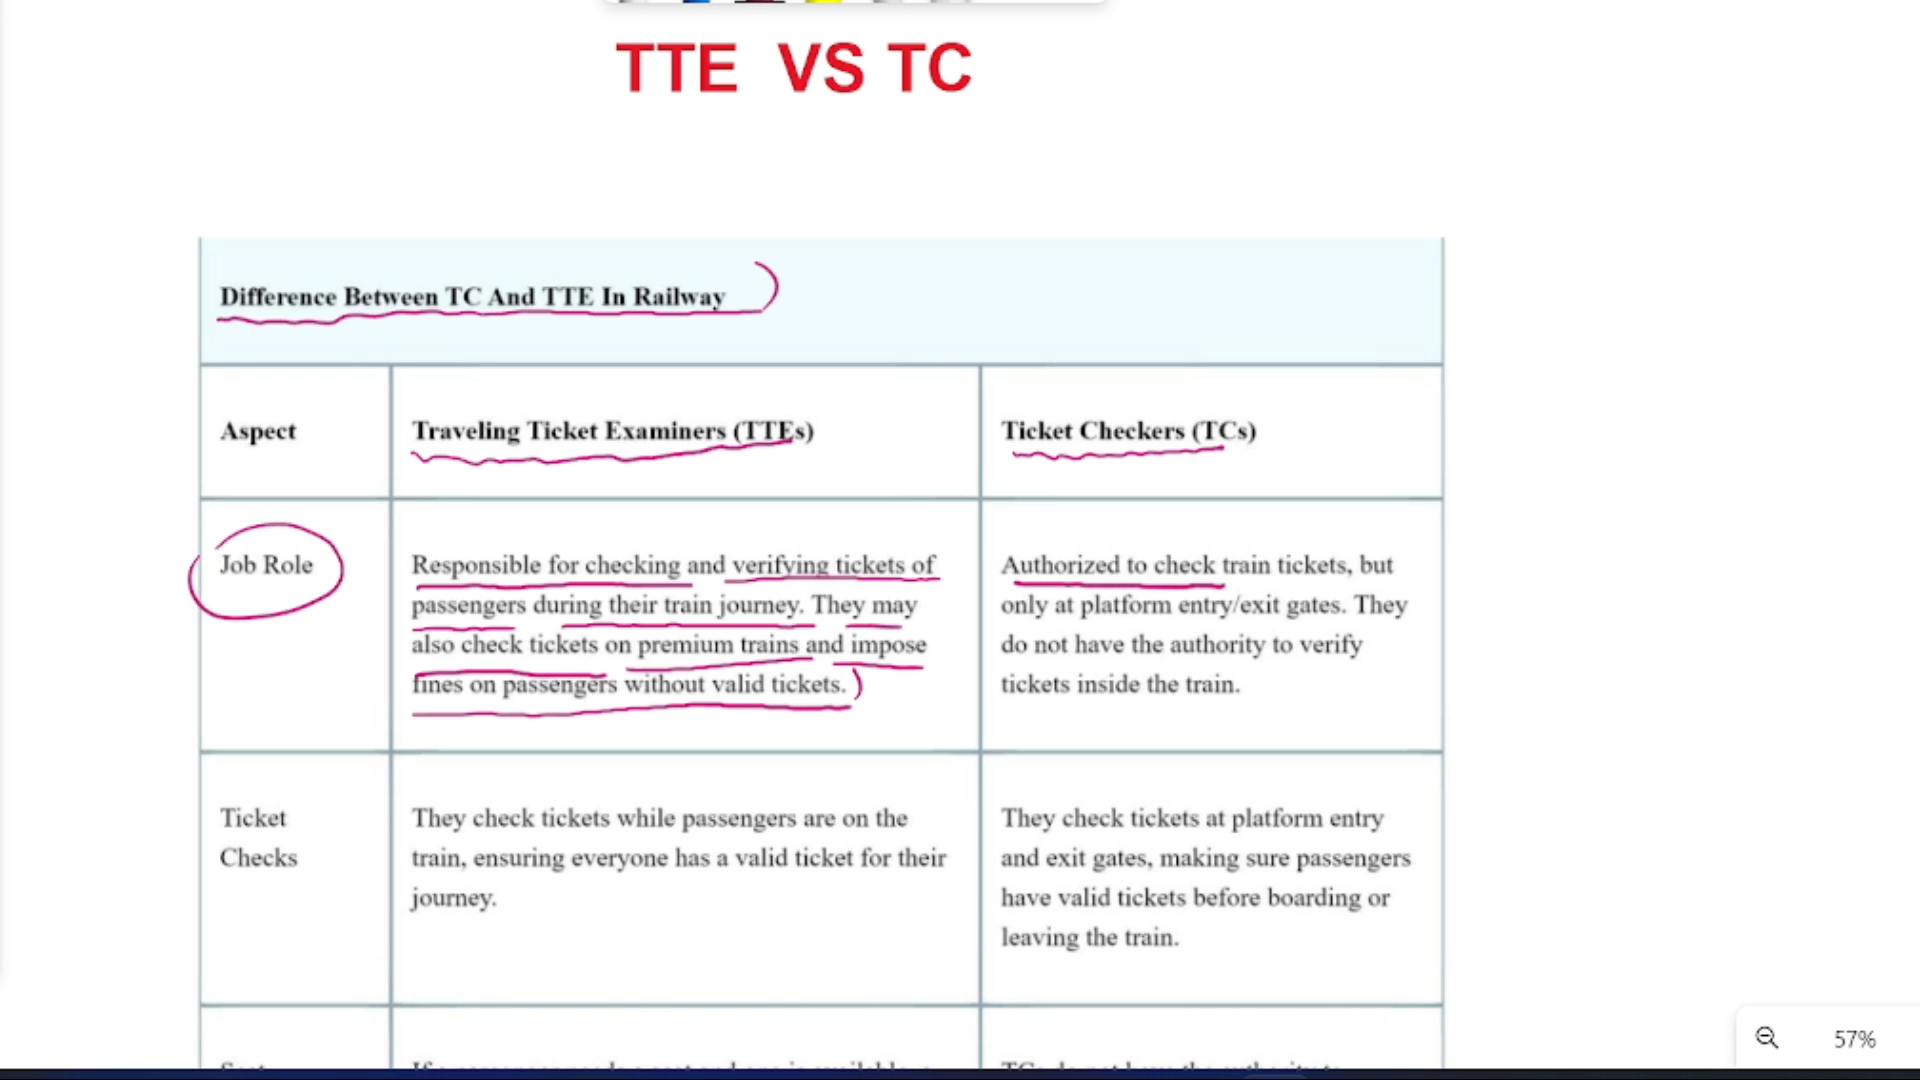 TTE VS TC
Difference Between TC And TTE In Railway
Aspect
Traveling Ticket Examiners (TTEs)
Ticket Checkers (TCs)
Job Role
Responsible for checking and verifying tickets of
passengers during their train journey. They may
also check tickets on premium trains and impose
fines on passengers without valid tickets.
Authorized to check train tickets, but
only at platform entry/exit gates. They
do not have the authority to verify
tickets inside the train.
Ticket
Checks
They check tickets while passengers are on the
train, ensuring everyone has a valid ticket for their
journey.
They check tickets at platform entry
and exit gates, making sure passengers
have valid tickets before boarding or
leaving the train.
57%